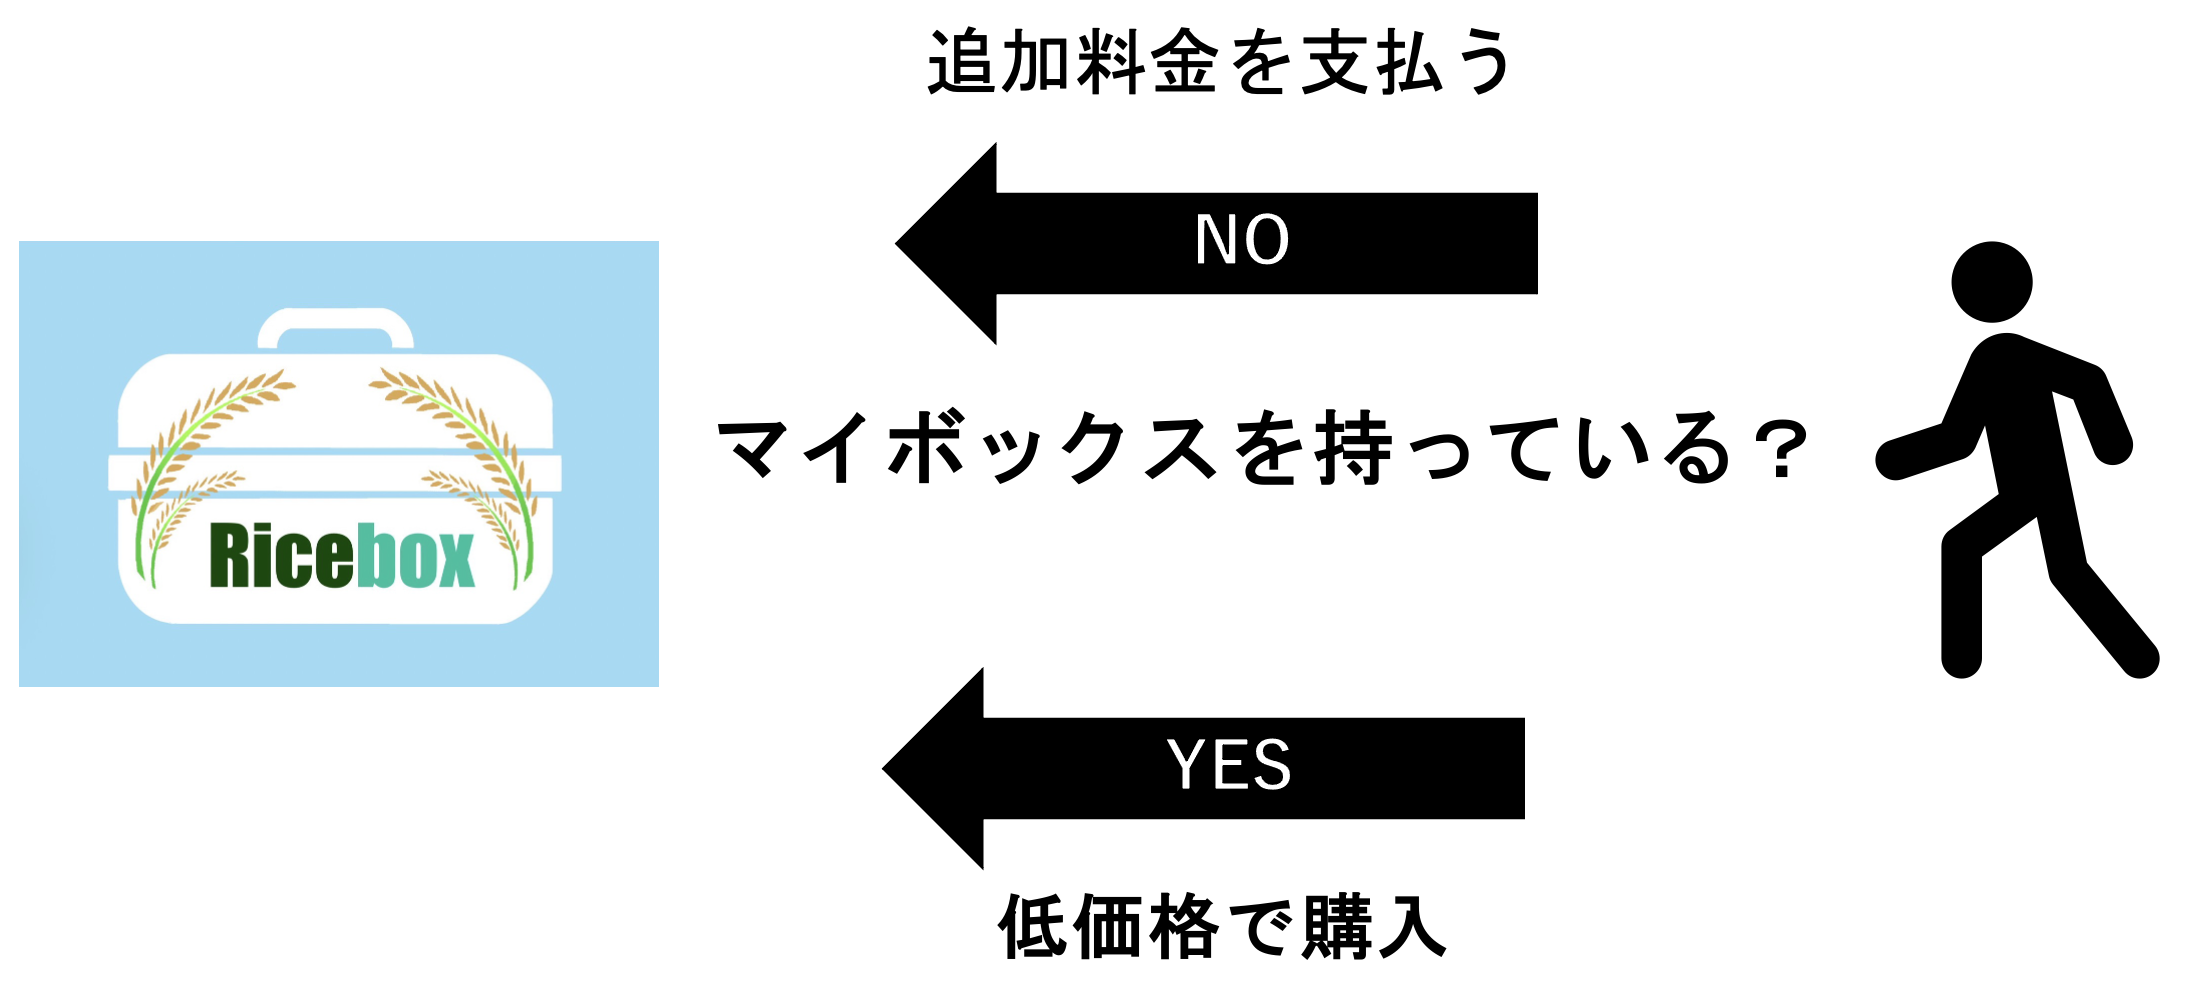 追加料金を支払う
NO
マイボックスを持っている？
Ricebox
YES
低価格で購入